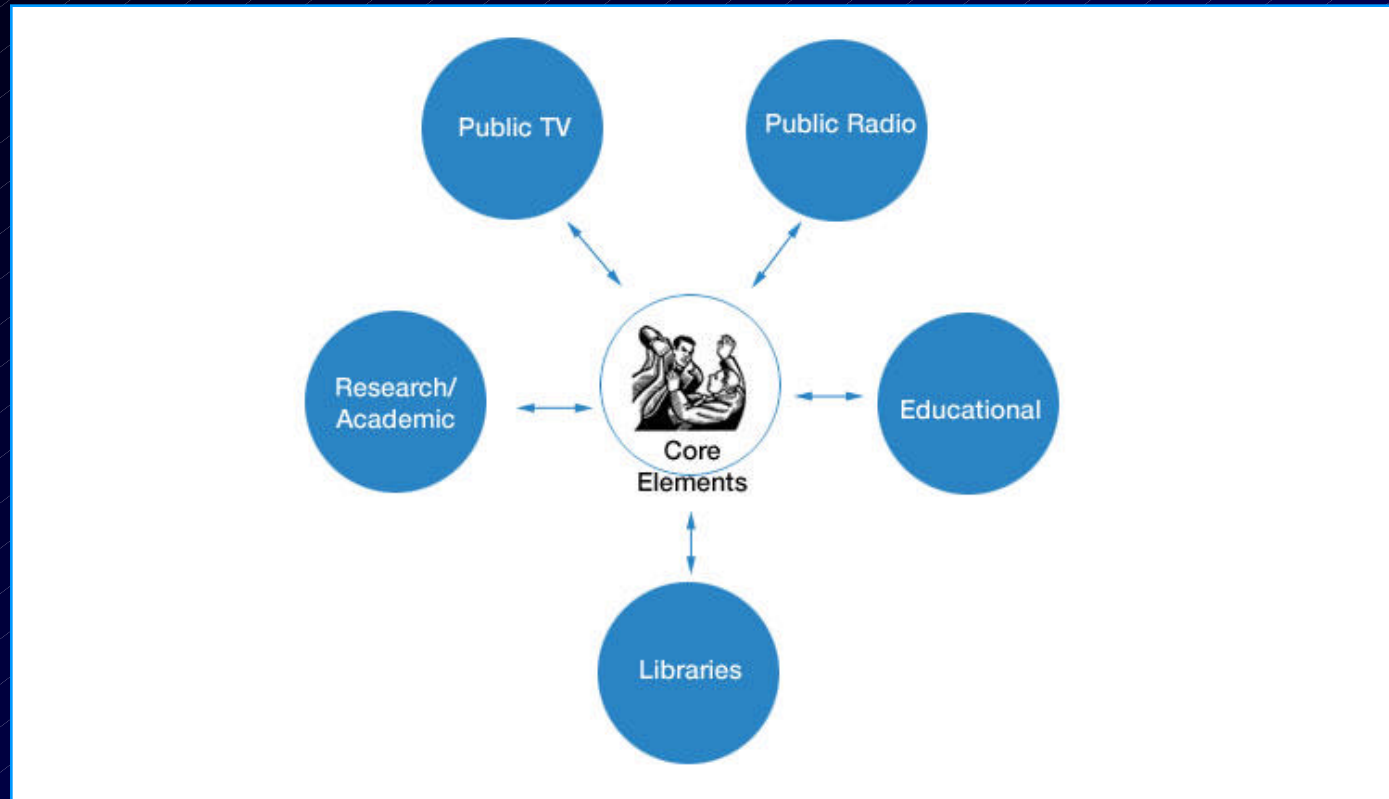 Public TV
Public Radio
Research/
Academic
Core
Elements
Educational
Libraries